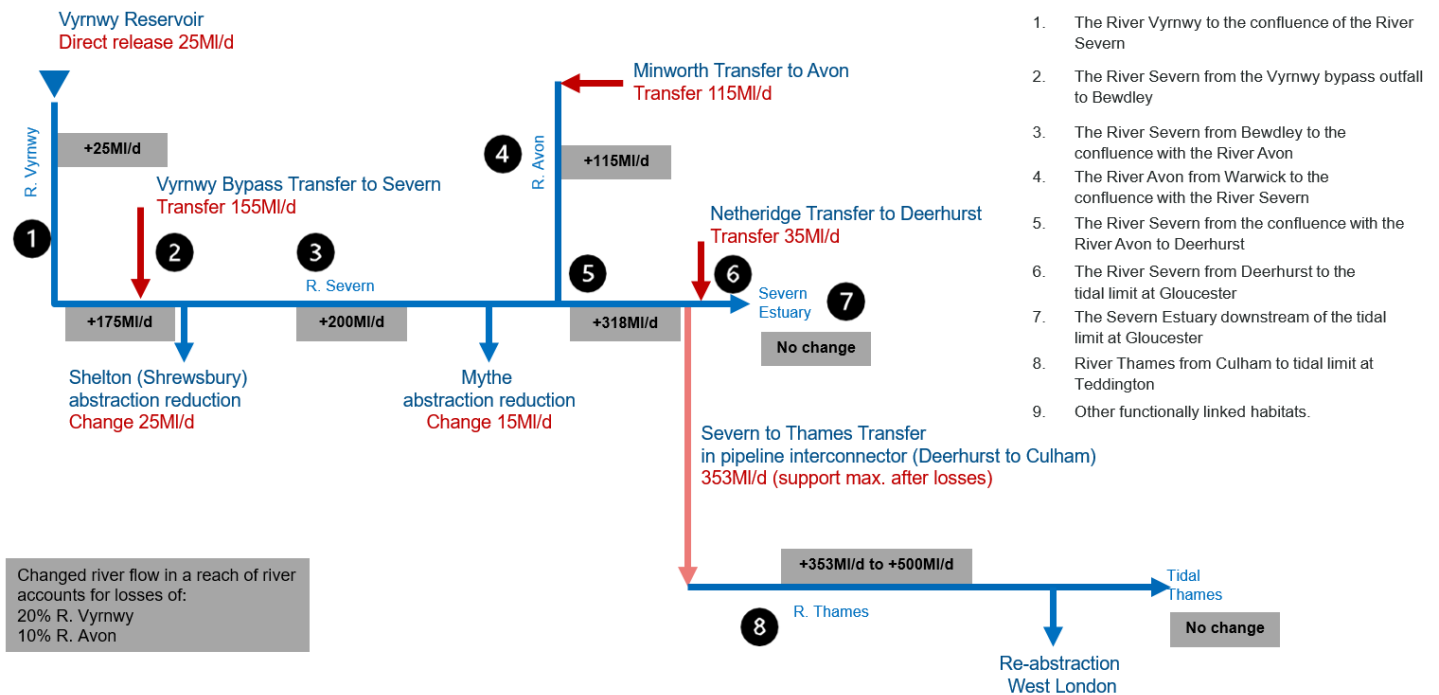 Vyrnwy Reservoir
Direct release 25Ml/d
R. Vyrnwy
+25Ml/d
1
Vyrnwy Bypass Transfer to Severn
Transfer 155Ml/d
2
3
R. Severn
+175Ml/d
+200Ml/d
Shelton (Shrewsbury)
abstraction reduction
Change 25Ml/d
Mythe
abstraction reduction
Change 15Ml/d
Minworth Transfer to Avon
Transfer 115Ml/d
4
R. Avon
+115Ml/d
Netheridge Transfer to Deerhurst
Transfer 35Ml/d
5
6
+318Ml/d
Severn
Estuary
7
No change
Severn to Thames Transfer
in pipeline interconnector (Deerhurst to Culham)
353Ml/d (support max. after losses)
+353Ml/d to +500Ml/d
8
R. Thames
Tidal
Thames
No change
Re-abstraction
West London
Changed river flow in a reach of river
accounts for losses of:
20% R. Vyrnwy
10% R. Avon
1. The River Vyrnwy to the confluence of the River
Severn
2. The River Severn from the Vyrnwy bypass outfall
to Bewdley
3. The River Severn from Bewdley to the
confluence with the River Avon
4. The River Avon from Warwick to the
confluence with the River Severn
5. The River Severn from the confluence with the
River Avon to Deerhurst
6. The River Severn from Deerhurst to the
tidal limit at Gloucester
7. The Severn Estuary downstream of the tidal
limit at Gloucester
8. River Thames from Culham to tidal limit at
Teddington
9. Other functionally linked habitats.